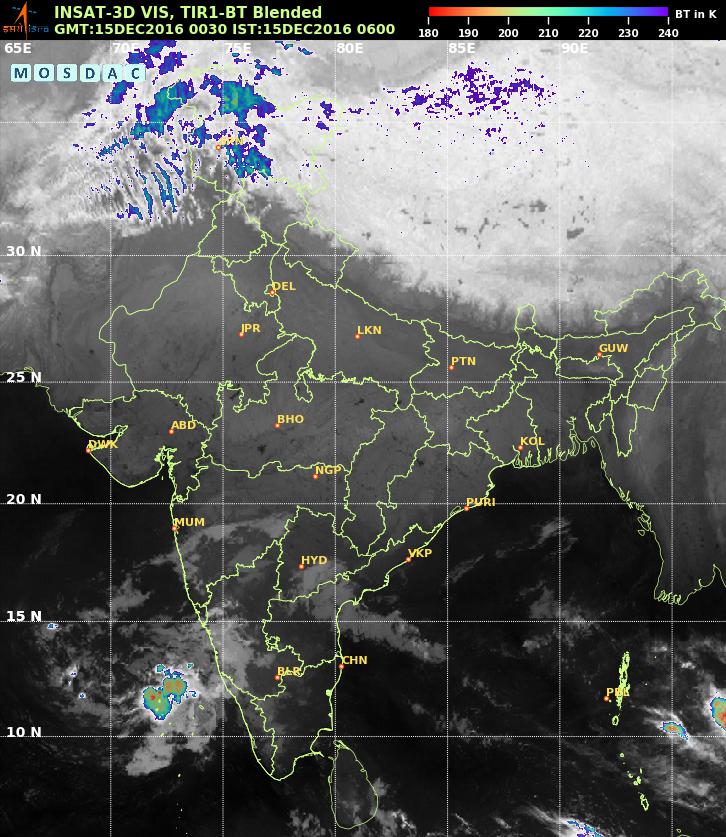 INSAT-3D VIS, TIR1-BT Blended
GMT:15DEC2016 0030 IST:15DEC2016 0600
BT in K
180 190 200 210 220 230 240
65E 70E 75E 80E 85E 90E
M O S D A C
30 N
DEL
JPR
LKN
GUW
PTN
25 N
ABD
BHO
DWK
KOL
NGP
20 N
PURI
MUM
VKP
HYD
15 N
CHN
BLR
10 N